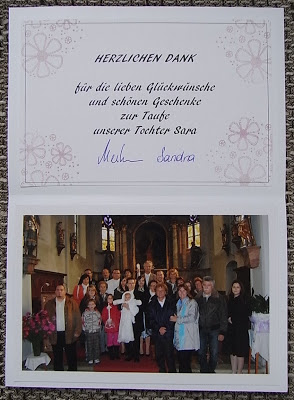 HERZLICHEN DANK
für die lieben Glückwünsche
und schönen Geschenke
zur Taufe
unserer Tochter Sara
Sandra